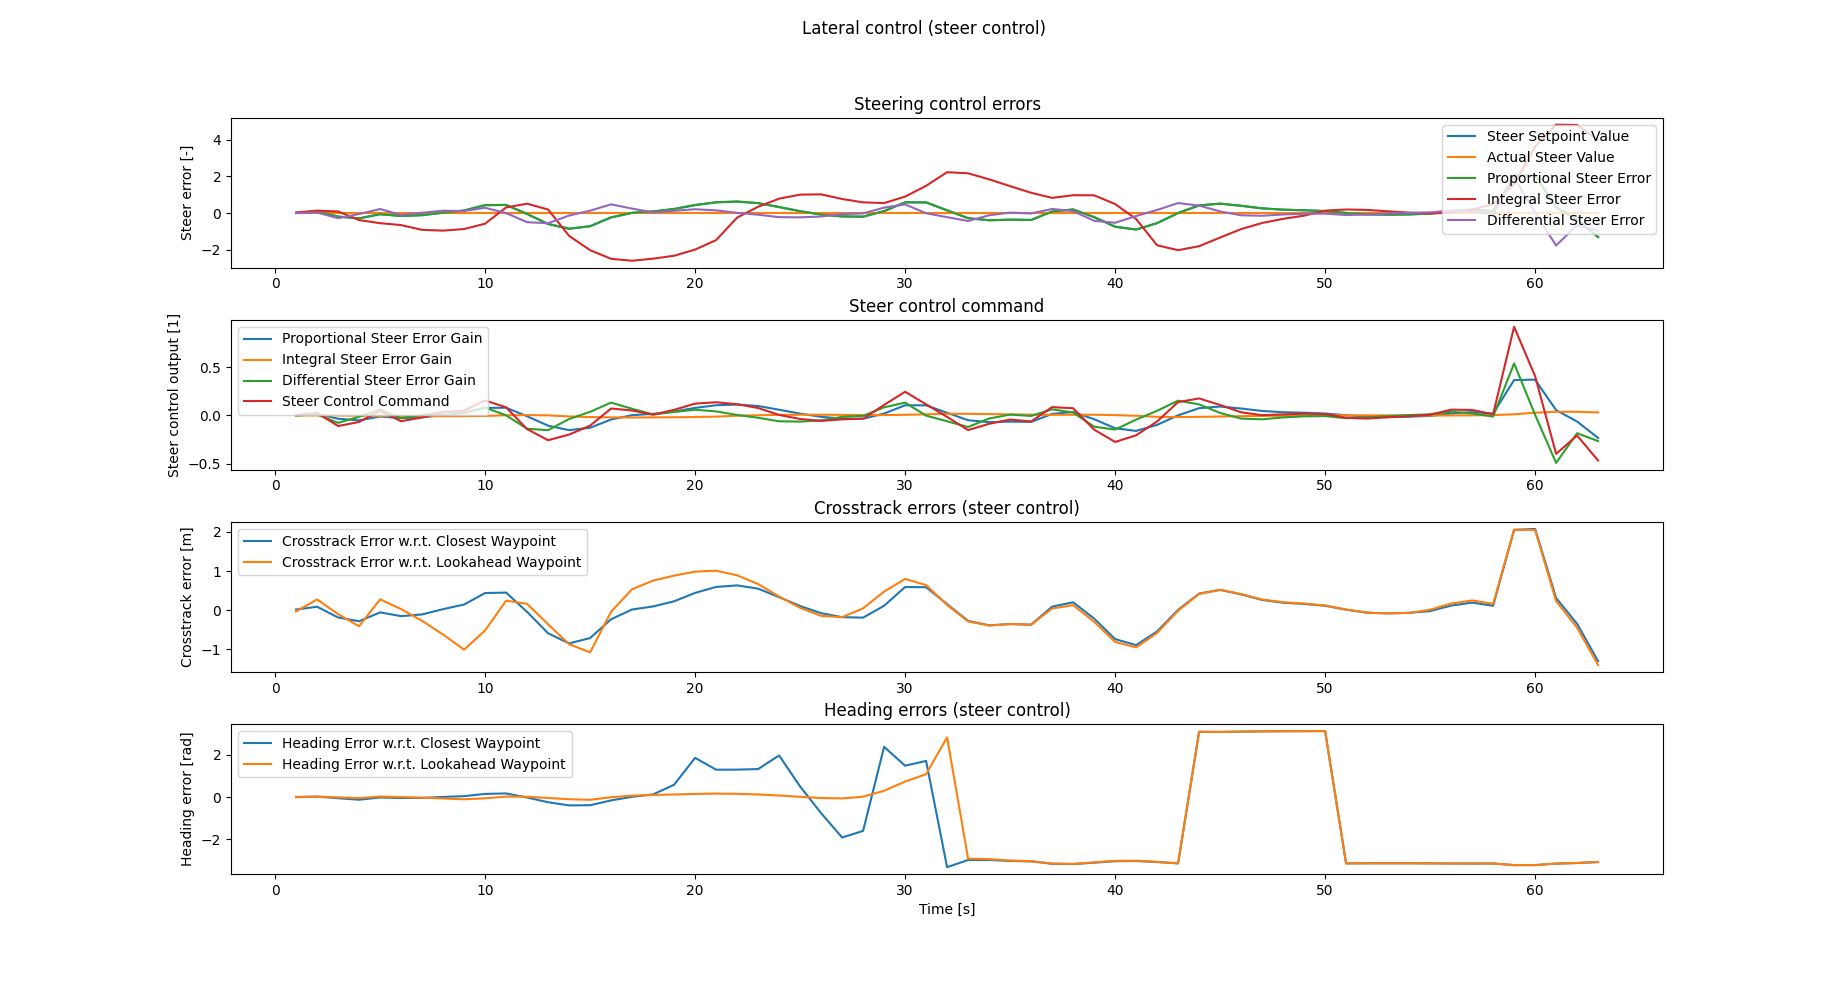 Lateral control (steer control)
Steering control errors
Steer error [-]
4
2
0
−2
Steer Setpoint Value
Actual Steer Value
Proportional Steer Error
Integral Steer Error
Differential Steer Error
0 10 20 30 40 50 60
Steer control command
Steer control output [1]
0.5
0.0
−0.5
Proportional Steer Error Gain
Integral Steer Error Gain
Differential Steer Error Gain
Steer Control Command
0 10 20 30 40 50 60
Crosstrack errors (steer control)
Crosstrack error [m]
2
1
0
−1
Crosstrack Error w.r.t. Closest Waypoint
Crosstrack Error w.r.t. Lookahead Waypoint
0 10 20 30 40 50 60
Heading errors (steer control)
Heading error [rad]
2
0
−2
Heading Error w.r.t. Closest Waypoint
Heading Error w.r.t. Lookahead Waypoint
0 10 20 30 40 50 60
Time [s]